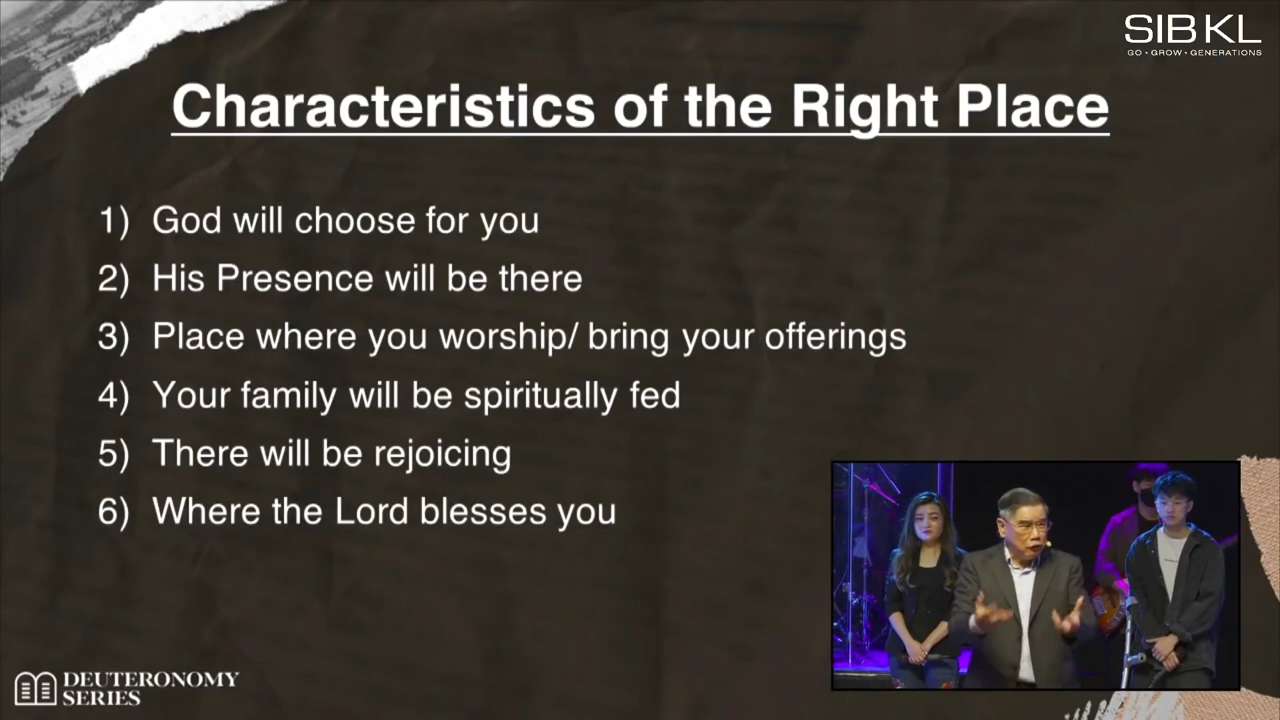 SIBKL
GO • GROW • GENERATIONS
Characteristics of the Right Place
1) God will choose for you
2) His Presence will be there
3) Place where you worship/ bring your offerings
4) Your family will be spiritually fed
5) There will be rejoicing
6) Where the Lord blesses you
DEUTERONOMY
SERIES